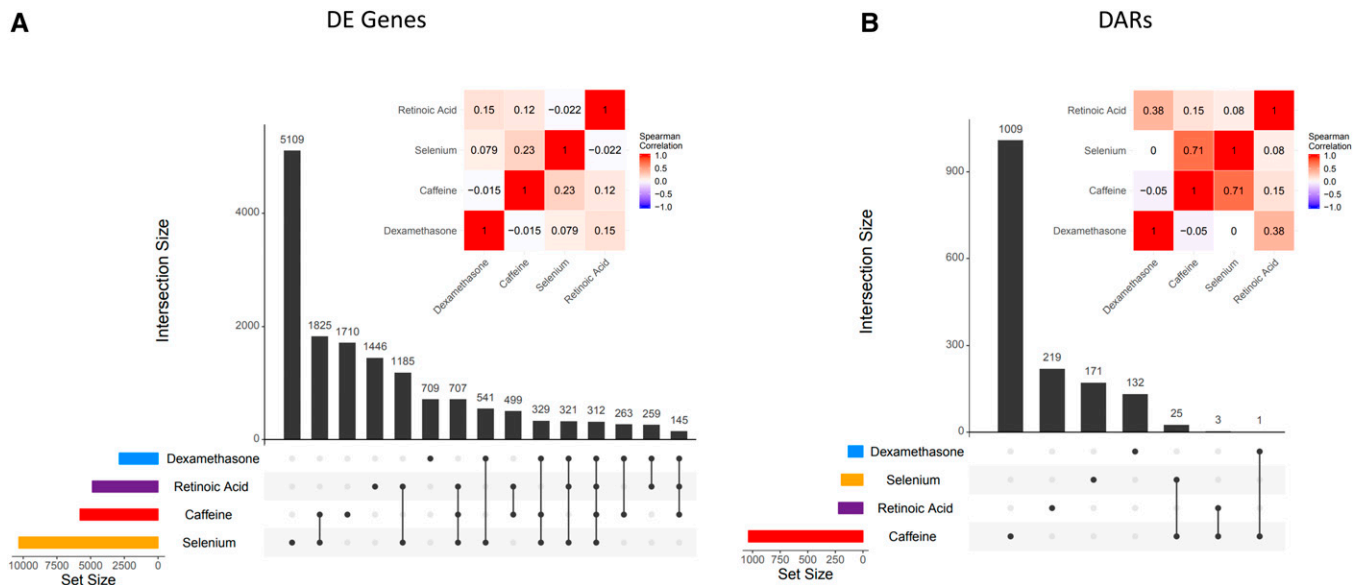 A
DE Genes
Retinoic Acid 0.15 0.12 −0.022 1
Selenium 0.079 0.23 1 −0.022
Caffeine −0.015 1 0.23 0.12
Dexamethasone 1 −0.015 0.079 0.15
Dexamethasone Caffeine Selenium Retinoic Acid
Spearman
Correlation
1.0
0.5
0.0
−0.5
−1.0
Intersection Size
4000
2000
0
5109 1825 1710 1446 1185 709 707 541 499 329 321 312 263 259 145
Dexamethasone
Retinoic Acid
Caffeine
Selenium
10000 7500 5000 2500 0
Set Size
B
DARs
Retinoic Acid 0.38 0.15 0.08 1
Selenium 0 0.71 1 0.08
Caffeine −0.05 1 0.71 0.15
Dexamethasone 1 −0.05 0 0.38
Dexamethasone Caffeine Selenium Retinoic Acid
Spearman
Correlation
1.0
0.5
0.0
−0.5
−1.0
Intersection Size
900
600
300
0
1009 219 171 132 25 3 1
Dexamethasone
Selenium
Retinoic Acid
Caffeine
1000 750 500 250 0
Set Size